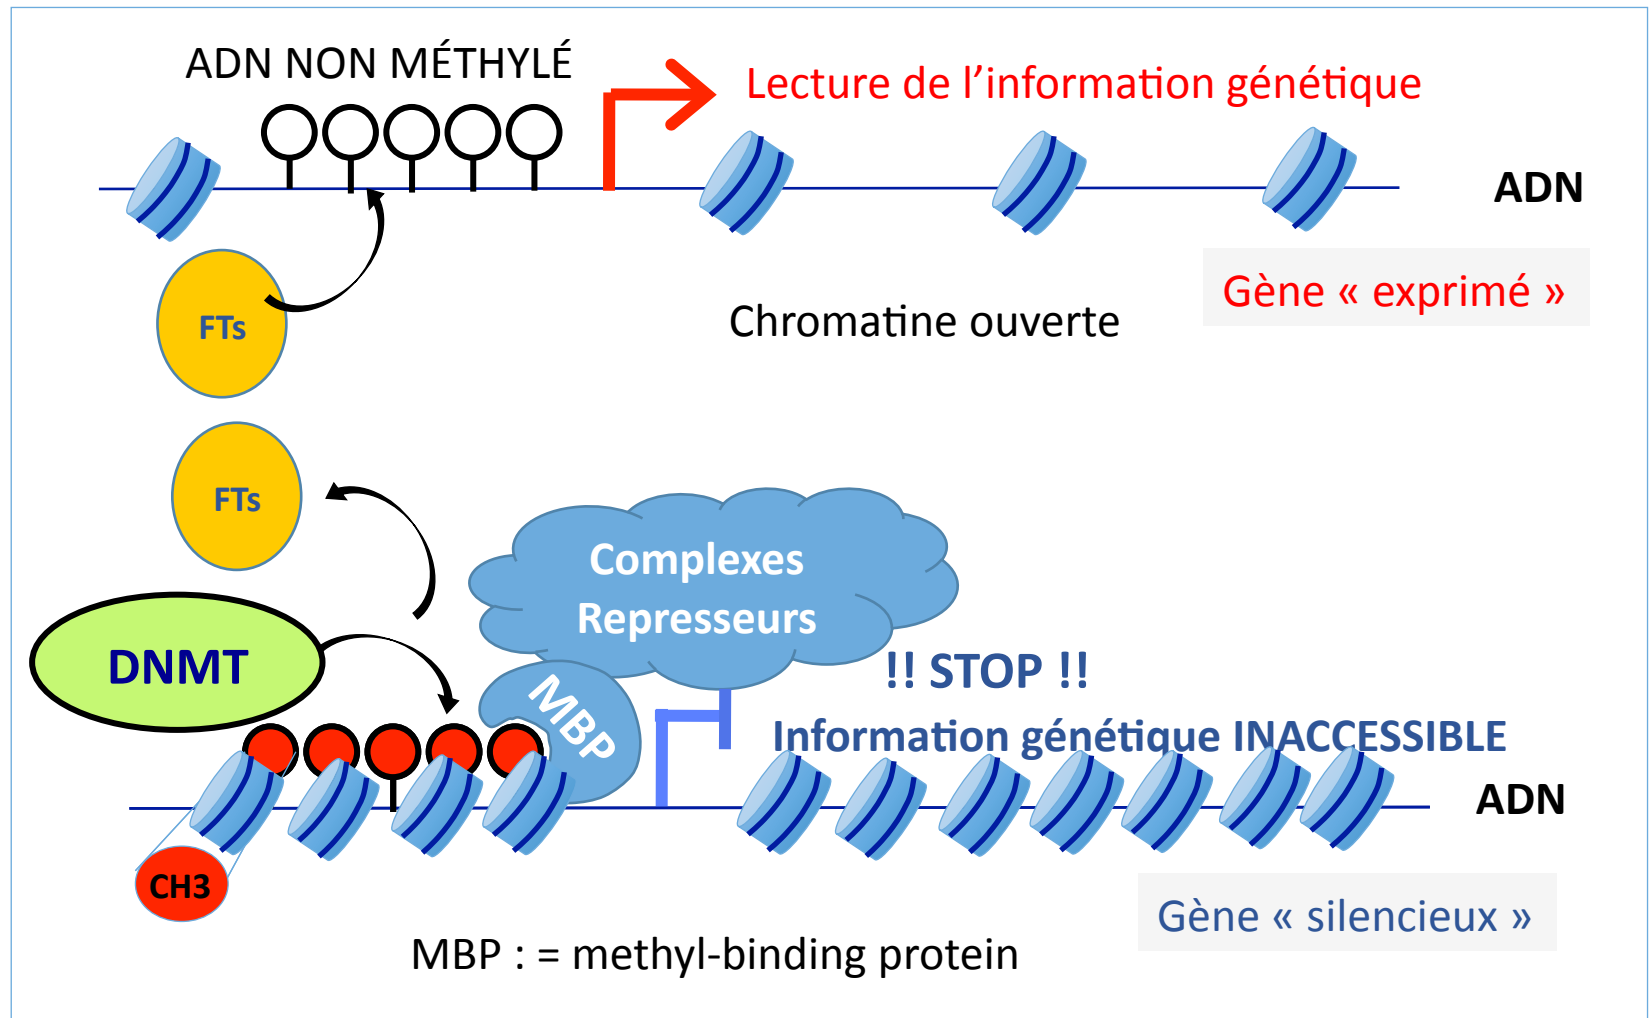 ADN NON MÉTHYLÉ
Lecture de l’information génétique
ADN
Gène « exprimé »
FTs
Chromatine ouverte
FTs
Complexes
Represseurs
DNMT
!! STOP !!
MBP
Information génétique INACCESSIBLE
ADN
CH3
Gène « silencieux »
MBP : = methyl-binding protein